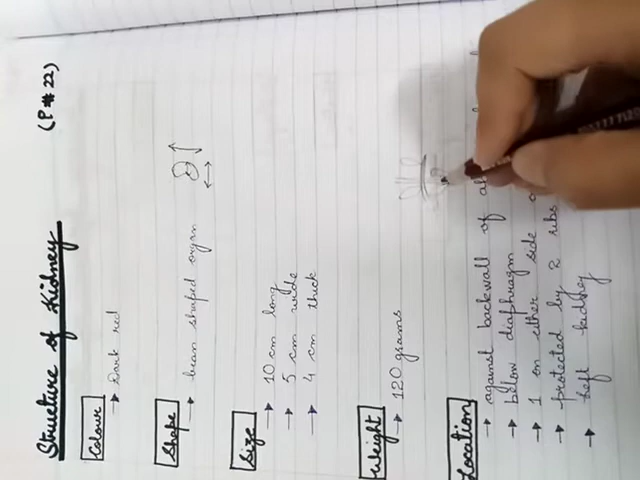 Structure of Kidney (P# 22)
Colour
→ Dark red
Shape
→ bean shaped organ
Size
→ 10 cm long
→ 5 cm wide
→ 4 cm thick
Weight
→ 120 grams
Location
→ against backwall of
→ below diaphragm
→ 1 on either side
→ protected by 2 ribs
→ Left kidney